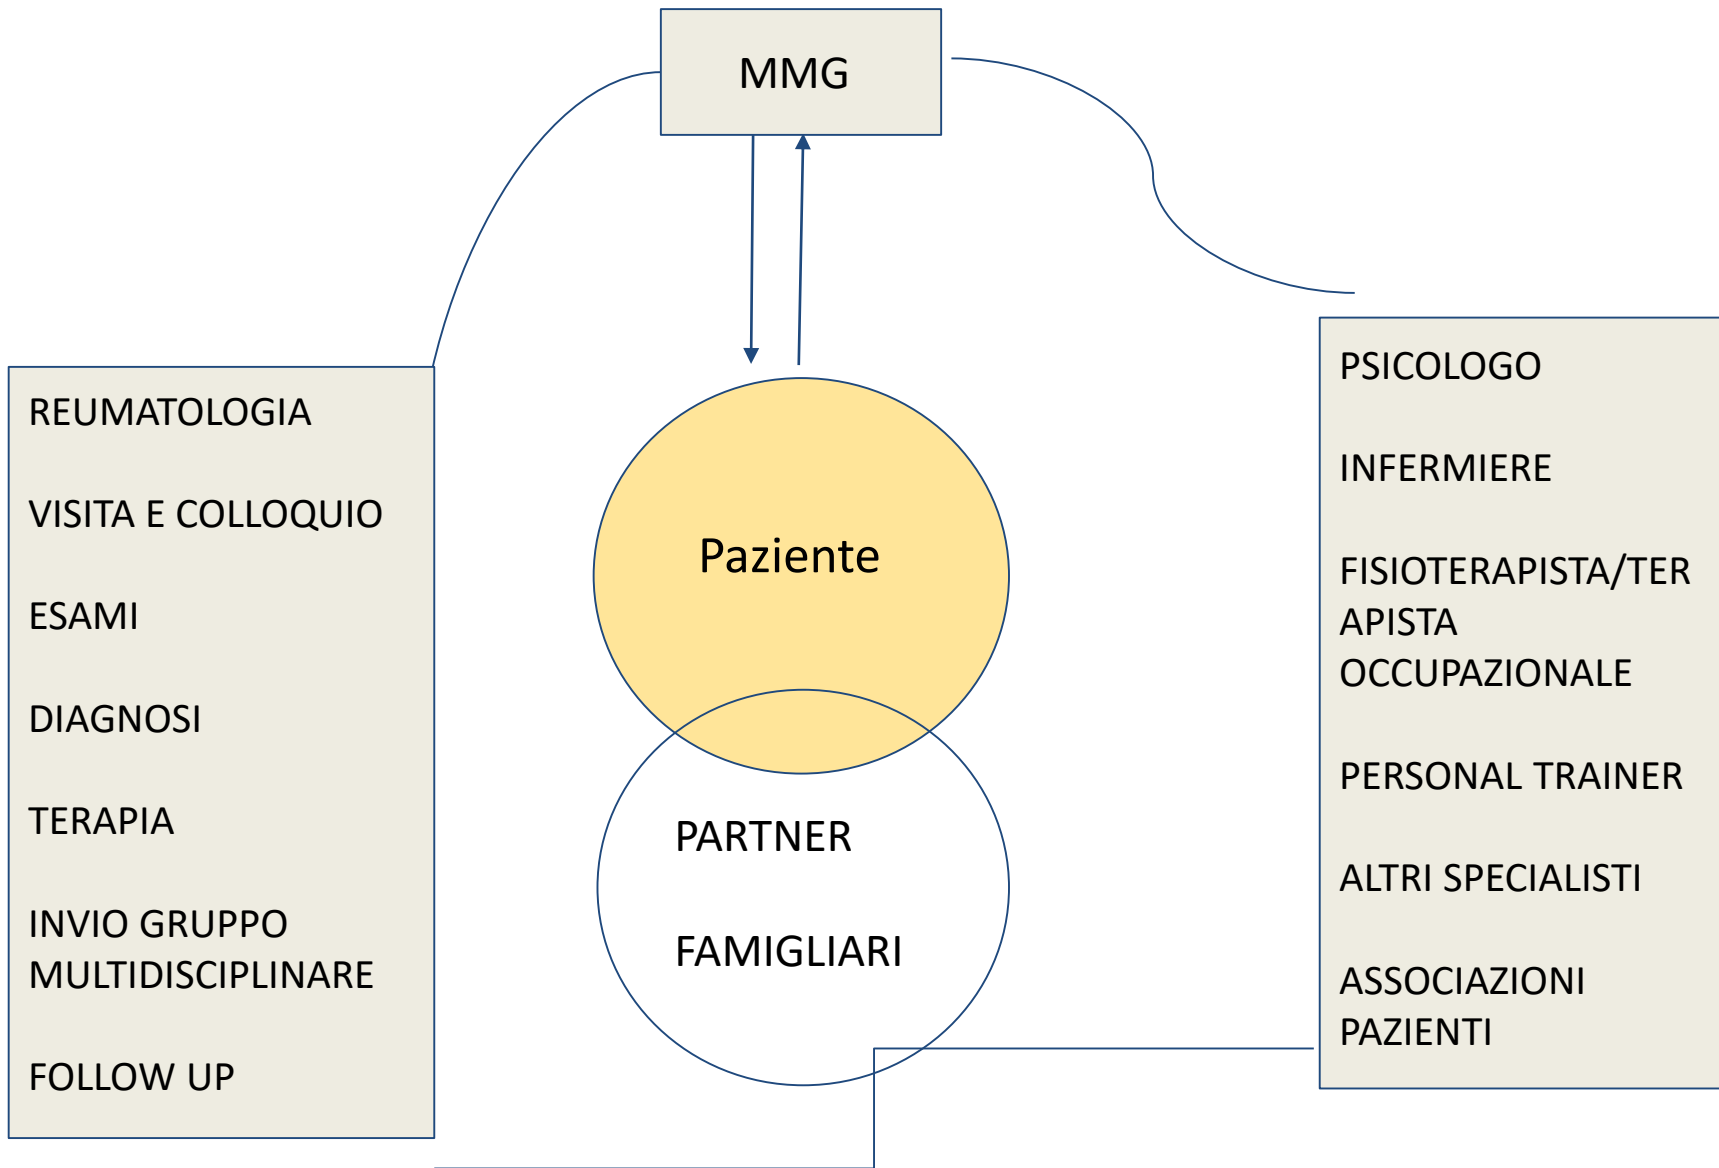 MMG
REUMATOLOGIA
VISITA E COLLOQUIO
ESAMI
DIAGNOSI
TERAPIA
INVIO GRUPPO
MULTIDISCIPLINARE
FOLLOW UP
Paziente
PARTNER
FAMIGLIARI
PSICOLOGO
INFERMIERE
FISIOTERAPISTA/TER
APISTA
OCCUPAZIONALE
PERSONAL TRAINER
ALTRI SPECIALISTI
ASSOCIAZIONI
PAZIENTI